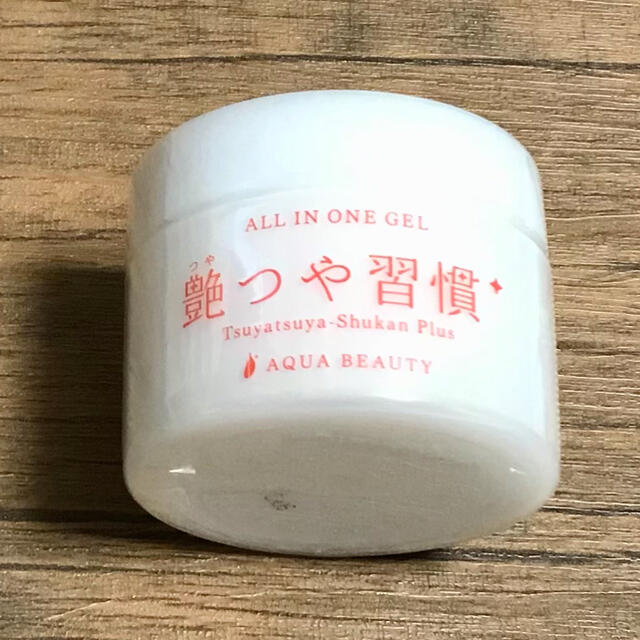 ALL IN ONE GEL
つや
艶つや習慣
Tsuyatsuya-Shukan Plus
AQUA BEAUTY